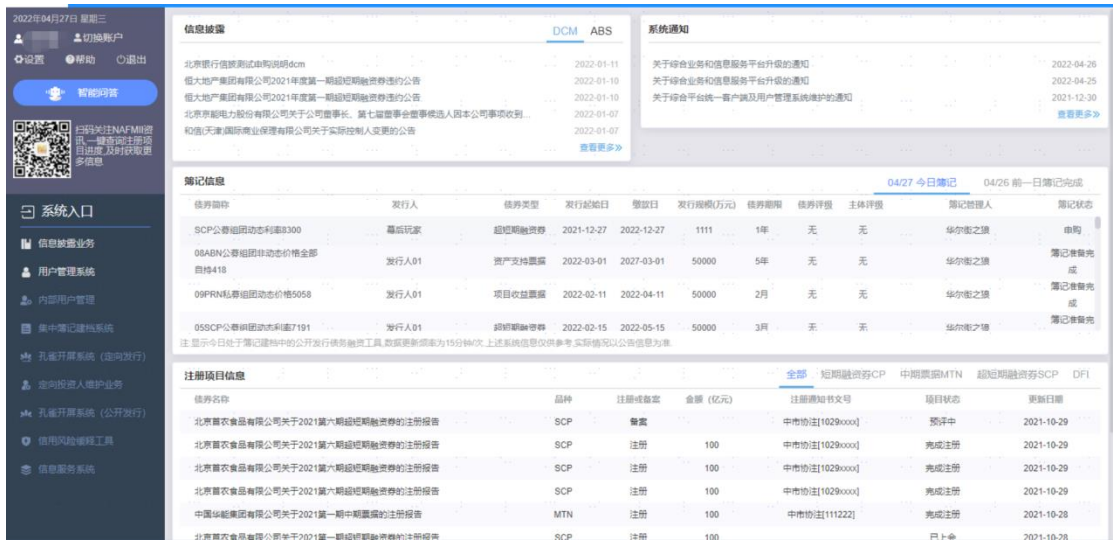 2022年04月27日 星期三
切换账户
设置 帮助 退出
智能问答
扫码关注NAFMII资
讯,一键查询注册项
目进度,及时获取更
多信息
系统入口
信息披露业务
用户管理系统
内部用户管理
集中簿记建档系统
孔雀开屏系统（定向发行）
定向投资人维护业务
孔雀开屏系统（公开发行）
信用风险缓释工具
信息服务系统
信息披露 DCM ABS
北京银行信披测试申购说明dcm 2022-01-11
恒大地产集团有限公司2021年度第一期超短期融资券违约公告 2022-01-10
恒大地产集团有限公司2021年度第一期超短期融资券违约公告 2022-01-10
北京京能电力股份有限公司关于公司董事长、第七届董事会董事候选人因本公司事项收到... 2022-01-07
和信(天津)国际商业保理有限公司关于实际控制人变更的公告 2022-01-07
查看更多»
系统通知
关于综合业务和信息服务平台升级的通知 2022-04-26
关于综合业务和信息服务平台升级的通知 2022-04-25
关于综合平台统一客户端及用户管理系统维护的通知 2021-12-30
查看更多»
簿记信息 04/27 今日簿记 04/26 前一日簿记完成
债券简称 发行人 债券类型 发行起始日 缴款日 发行规模(万元) 债券期限 债券评级 主体评级 簿记管理人 簿记状态
SCP公募组团动态利率8300 幕后玩家 超短期融资券 2021-12-27 2022-12-27 1111 1年 无 无 华尔街之狼 申购
08ABN公募组团非动态价格全部
自持418 发行人01 资产支持票据 2022-03-01 2027-03-01 50000 5年 无 无 华尔街之狼 簿记准备完
成
09PRN私募组团动态价格5058 发行人01 项目收益票据 2022-02-11 2022-04-11 50000 2月 无 无 华尔街之狼 簿记准备完
成
05SCP公募组团动态利率7191 发行人01 超短期融资券 2022-02-15 2022-05-15 50000 3月 无 无 华尔街之狼 簿记准备完
注:显示今日处于簿记建档中的公开发行债务融资工具,数据更新频率为15分钟/次,上述系统信息仅供参考,实际情况以公告信息为准.
注册项目信息 全部 短期融资券CP 中期票据MTN 超短期融资券SCP DFI
债券名称 品种 注册或备案 金额（亿元） 注册通知书文号 项目状态 更新日期
北京首农食品有限公司关于2021第六期超短期融资券的注册报告 SCP 备案 中市协注[1029xxxx] 预评中 2021-10-29
北京首农食品有限公司关于2021第六期超短期融资券的注册报告 SCP 注册 100 中市协注[1029xxxx] 完成注册 2021-10-29
北京首农食品有限公司关于2021第六期超短期融资券的注册报告 SCP 注册 100 中市协注[1029xxxx] 完成注册 2021-10-29
北京首农食品有限公司关于2021第六期超短期融资券的注册报告 SCP 注册 100 中市协注[1029xxxx] 完成注册 2021-10-29
中国华能集团有限公司关于2021第一期中期票据的注册报告 MTN 注册 100 中市协注[111222] 完成注册 2021-10-28
北京首农食品有限公司关于2021第一期超短期融资券的注册报告 SCP 注册 100 已上会 2021-10-28